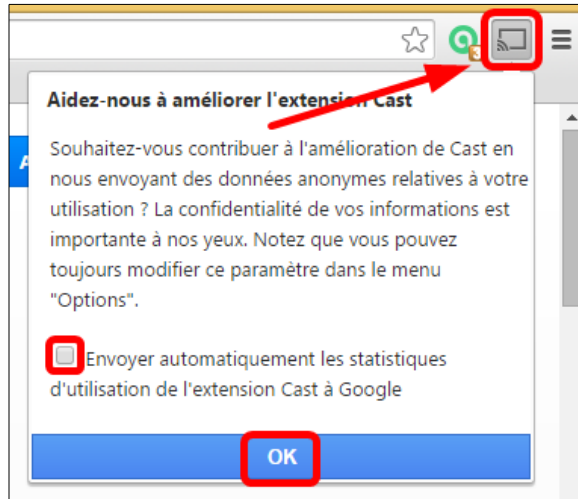 Aidez-nous à améliorer l'extension Cast
Souhaitez-vous contribuer à l'amélioration de Cast en
nous envoyant des données anonymes relatives à votre
utilisation ? La confidentialité de vos informations est
importante à nos yeux. Notez que vous pouvez
toujours modifier ce paramètre dans le menu
"Options".
Envoyer automatiquement les statistiques
d'utilisation de l'extension Cast à Google
OK